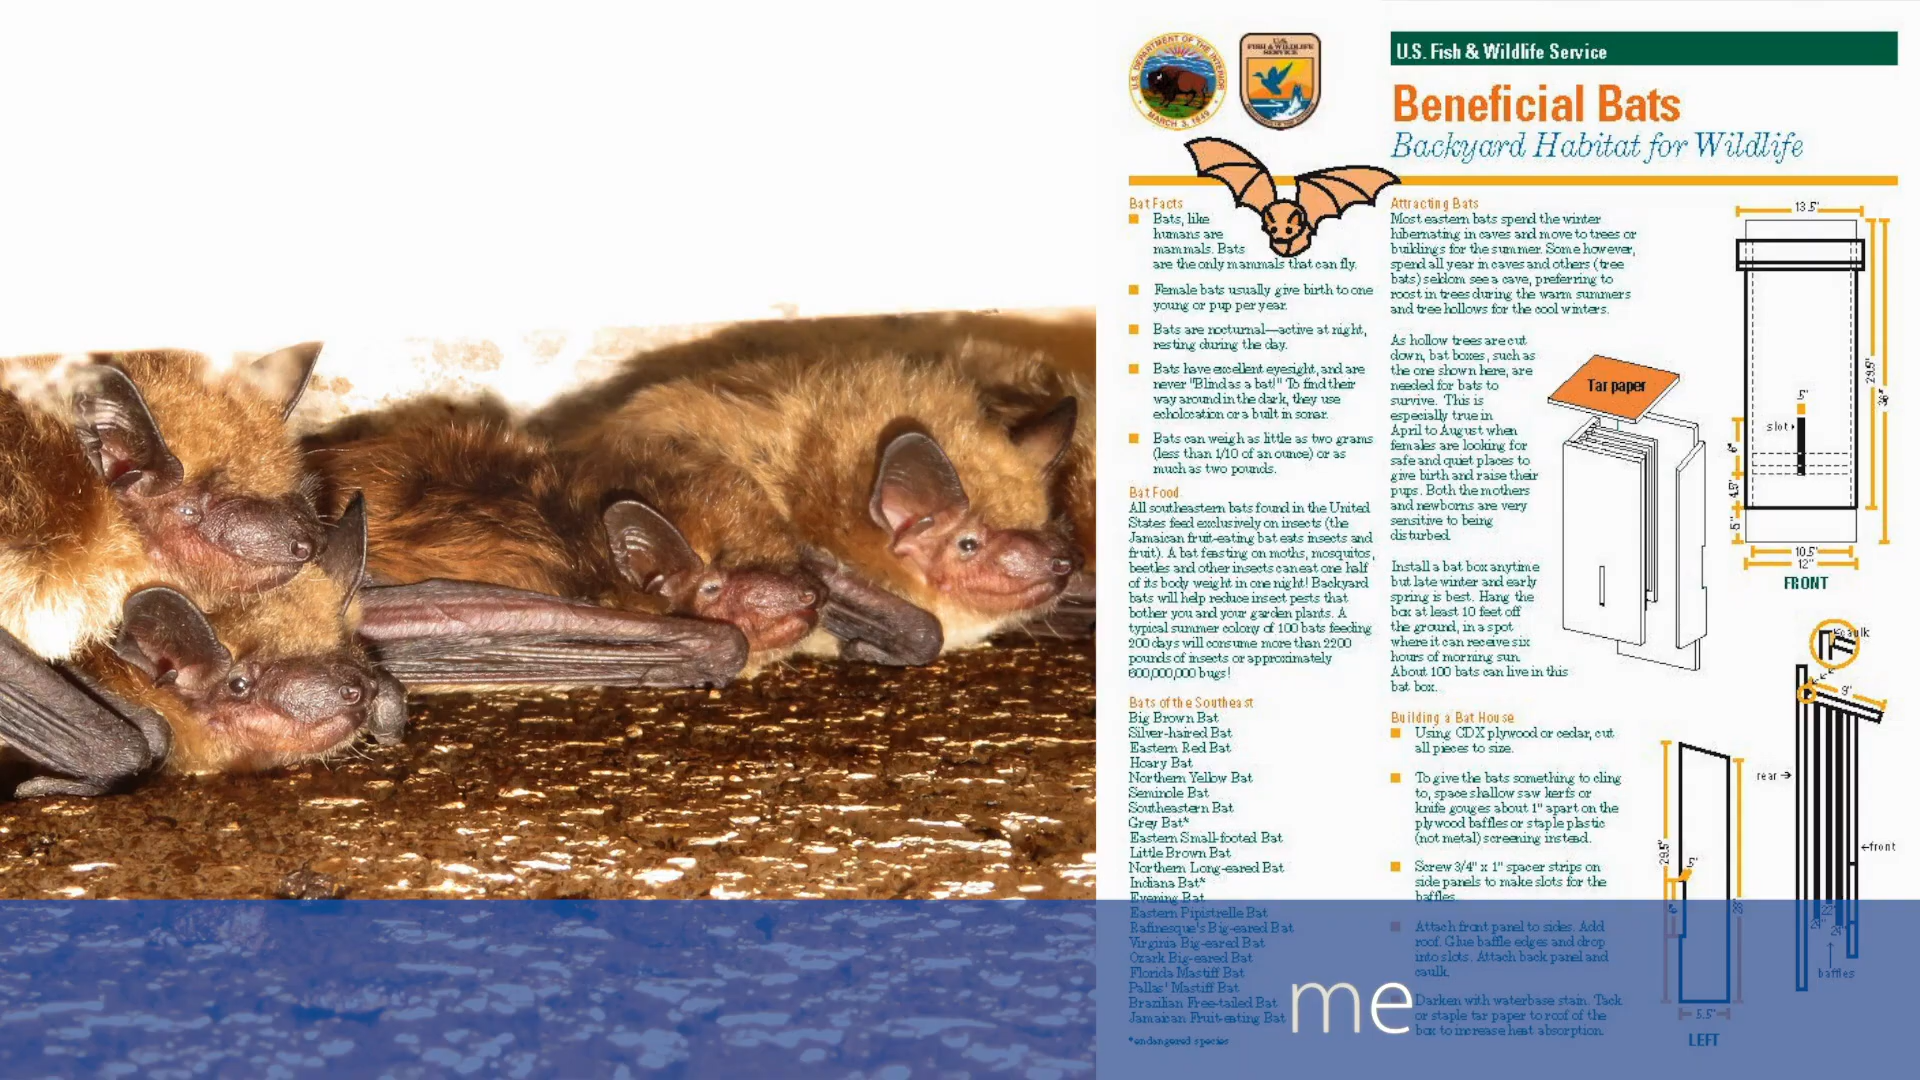 U.S. DEPARTMENT OF THE INTERIOR
MARCH 3, 1849
U.S.
FISH & WILDLIFE
SERVICE
U.S. Fish & Wildlife Service
Beneficial Bats
Backyard Habitat for Wildlife
Bat Facts
Bats, like
humans are
mammals. Bats
are the only mammals that can fly.
Female bats usually give birth to one
young or pup per year.
Bats are nocturnal—active at night,
resting during the day.
Bats have excellent eyesight, and are
never "Blind as a bat!" To find their
way around in the dark, they use
echolocation or a built in sonar.
Bats can weigh as little as two grams
(less than 1/10 of an ounce) or as
much as two pounds.
Bat Food
All southeastern bats found in the United
States feed exclusively on insects (the
Jamaican fruit-eating bat eats insects and
fruit). A bat feasting on moths, mosquitos,
beetles and other insects can eat one half
of its body weight in one night! Backyard
bats will help reduce insect pests that
bother you and your garden plants. A
typical summer colony of 100 bats feeding
200 days will consume more than 2200
pounds of insects or approximately
600,000,000 bugs!
Bats of the Southeast
Big Brown Bat
Silver-haired Bat
Eastern Red Bat
Hoary Bat
Northern Yellow Bat
Seminole Bat
Southeastern Bat
Grey Bat*
Eastern Small-footed Bat
Little Brown Bat
Northern Long-eared Bat
Indiana Bat*
Evening Bat
Eastern Pipistrelle Bat
Rafinesque's Big-eared Bat
Virginia Big-eared Bat
Ozark Big-eared Bat
Florida Mastiff Bat
Pallas' Mastiff Bat
Brazilian Free-tailed Bat
Jamaican Fruit-eating Bat
*endangered species
Attracting Bats
Most eastern bats spend the winter
hibernating in caves and move to trees or
buildings for the summer. Some however,
spend all year in caves and others (tree
bats) seldom see a cave, preferring to
roost in trees during the warm summers
and tree hollows for the cool winters.
As hollow trees are cut
down, bat boxes, such as
the one shown here, are
needed for bats to
survive. This is
especially true in
April to August when
females are looking for
safe and quiet places to
give birth and raise their
pups. Both the mothers
and newborns are very
sensitive to being
disturbed.
Install a bat box anytime
but late winter and early
spring is best. Hang the
box at least 10 feet off
the ground, in a spot
where it can receive six
hours of morning sun.
About 100 bats can live in this
bat box.
Building a Bat House
Using CDX plywood or cedar, cut
all pieces to size.
To give the bats something to cling
to, space shallow saw kerfs or
knife gouges about 1" apart on the
plywood baffles or staple plastic
(not metal) screening instead.
Screw 3/4" x 1" spacer strips on
side panels to make slots for the
baffles.
Attach front panel to sides. Add
roof. Glue baffle edges and drop
into slots. Attach back panel and
caulk.
Darken with waterbase stain. Tack
or staple tar paper to roof of the
box to increase heat absorption.
Tar paper
13.5"
29.5"
36"
slot
6"
4.5"
5"
10.5"
12"
FRONT
caulk
9"
rear
front
baffles
29.5"
6"
28"
5.5"
LEFT
me